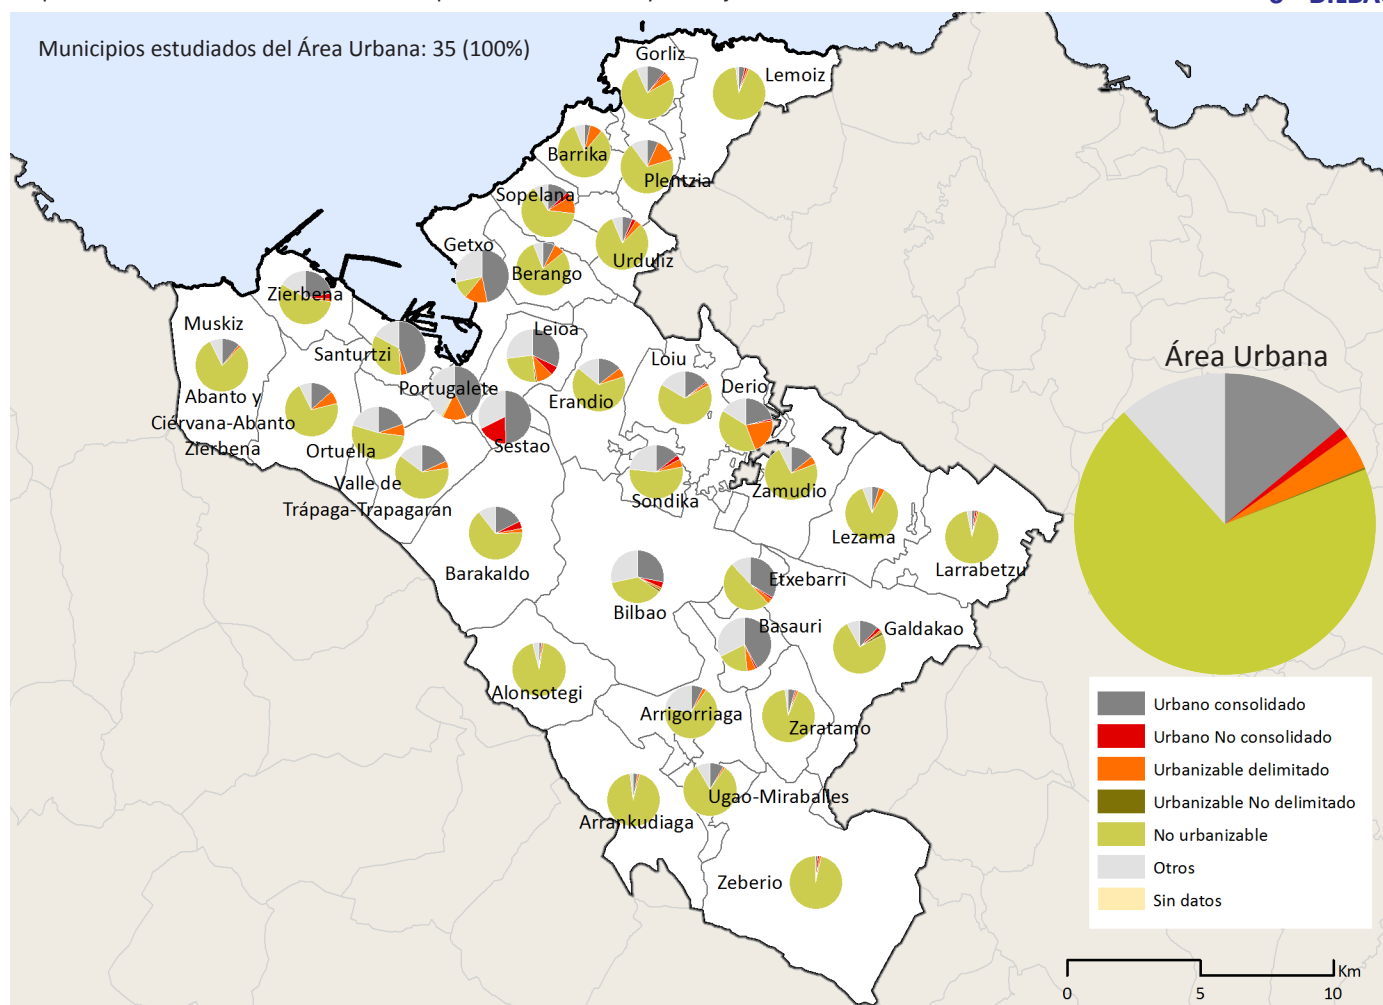 Municipios estudiados del Área Urbana: 35 (100%)
Gorliz
Lemoiz
Barrika
Plentzia
Sopelana
Getxo
Urduliz
Berango
Zierbena
Muskiz
Santurtzi
Leioa
Loiu
Portugalete
Derio
Erandio
Abanto y
Ciérvana-Abanto
Zierbena
Ortuella
Sestao
Valle de
Trápaga-Trapagaran
Sondika
Zamudio
Lezama
Larrabetzu
Barakaldo
Bilbao
Etxebarri
Basauri
Galdakao
Alonsotegi
Arrigorriaga
Zaratamo
Ugao-Miraballes
Arrankudiaga
Zeberio
Área Urbana
Urbano consolidado
Urbano No consolidado
Urbanizable delimitado
Urbanizable No delimitado
No urbanizable
Otros
Sin datos
Km
0 5 10